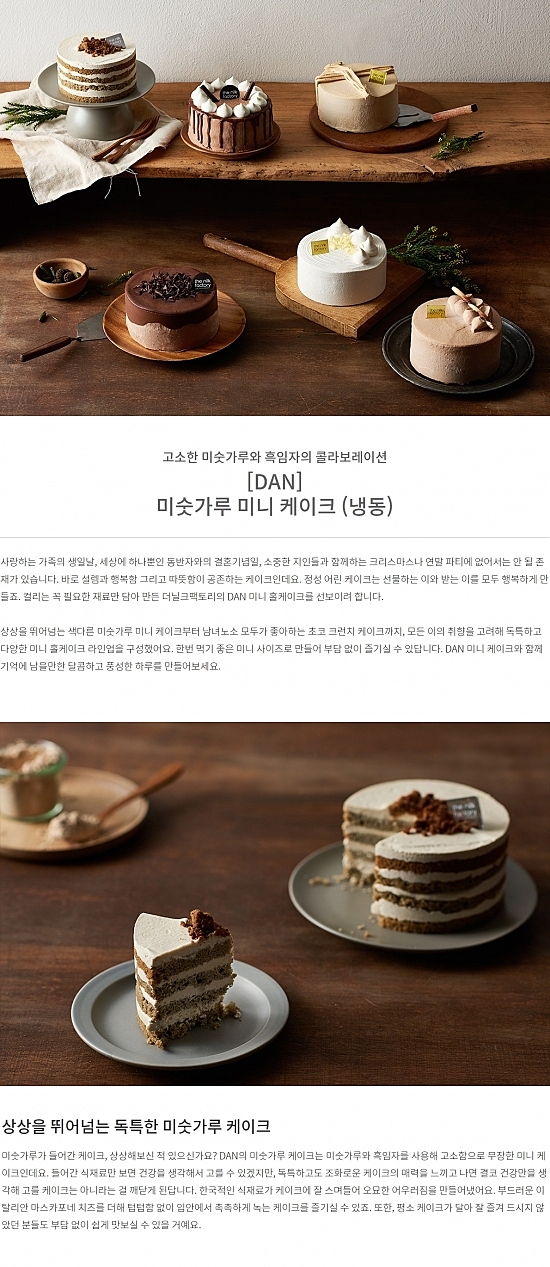 the milk
factory
the milk
factory
the milk
factory
고소한 미숫가루와 흑임자의 콜라보레이션
[DAN]
미숫가루 미니 케이크 (냉동)
사랑하는 가족의 생일날, 세상에 하나뿐인 동반자와의 결혼기념일, 소중한 지인들과 함께하는 크리스마스나 연말 파티에 없어서는 안 될 존
재가 있습니다. 바로 설렘과 행복함 그리고 따뜻함이 공존하는 케이크인데요. 정성 어린 케이크는 선물하는 이와 받는 이를 모두 행복하게 만
들죠. 컬리는 꼭 필요한 재료만 담아 만든 더밀크팩토리의 DAN 미니 홀케이크를 선보이려 합니다.
상상을 뛰어넘는 색다른 미숫가루 미니 케이크부터 남녀노소 모두가 좋아하는 초코 크런치 케이크까지, 모든 이의 취향을 고려해 독특하고
다양한 미니 홀케이크 라인업을 구성했어요. 한번 먹기 좋은 미니 사이즈로 만들어 부담 없이 즐기실 수 있답니다. DAN 미니 케이크와 함께
기억에 남을만한 달콤하고 풍성한 하루를 만들어보세요.
the milk
factory
상상을 뛰어넘는 독특한 미숫가루 케이크
미숫가루가 들어간 케이크, 상상해보신 적 있으신가요? DAN의 미숫가루 케이크는 미숫가루와 흑임자를 사용해 고소함으로 무장한 미니 케
이크인데요. 들어간 식재료만 보면 건강을 생각해서 고를 수 있겠지만, 독특하고도 조화로운 케이크의 매력을 느끼고 나면 결코 건강만을 생
각해 고를 케이크는 아니라는 걸 깨닫게 된답니다. 한국적인 식재료가 케이크에 잘 스며들어 오묘한 어우러짐을 만들어냈어요. 부드러운 이
탈리안 마스카포네 치즈를 더해 텁텁함 없이 입안에서 촉촉하게 녹는 케이크를 즐기실 수 있죠. 또한, 평소 케이크가 달아 잘 즐겨 드시지 않
았던 분들도 부담 없이 쉽게 맛보실 수 있을 거예요.